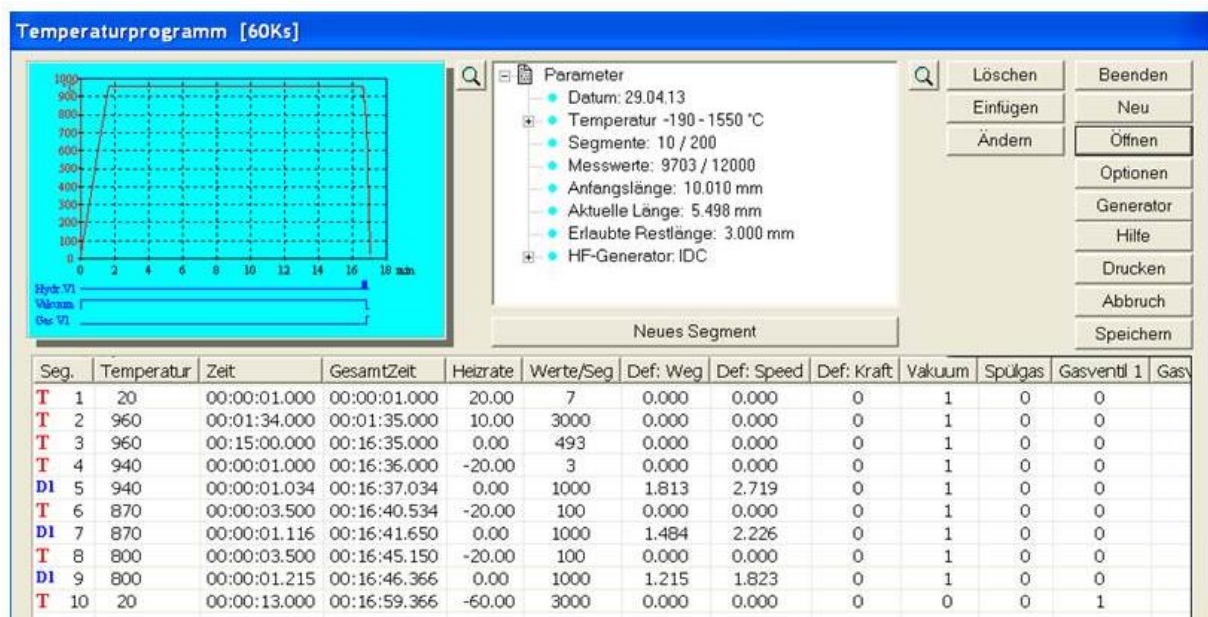 Temperaturprogramm [60Ks]
1000
900
800
700
600
500
400
300
200
100
0
0 2 4 6 8 10 12 14 16 18 min
Hydr.V1
Vakuum
Gas V1
Parameter
Datum: 29.04.13
Temperatur -190 - 1550 °C
Segmente: 10 / 200
Messwerte: 9703 / 12000
Anfangslänge: 10.010 mm
Aktuelle Länge: 5.498 mm
Erlaubte Restlänge: 3.000 mm
HF-Generator: IDC
Neues Segment
Löschen Beenden
Einfügen Neu
Ändern Öffnen
Optionen
Generator
Hilfe
Drucken
Abbruch
Speichern
Seg. Temperatur Zeit GesamtZeit Heizrate Werte/Seg Def: Weg Def: Speed Def: Kraft Vakuum Spülgas Gasventil 1 Gasv
T 1 20 00:00:01.000 00:00:01.000 20.00 7 0.000 0.000 0 1 0 0
T 2 960 00:01:34.000 00:01:35.000 10.00 3000 0.000 0.000 0 1 0 0
T 3 960 00:15:00.000 00:16:35.000 0.00 493 0.000 0.000 0 1 0 0
T 4 940 00:00:01.000 00:16:36.000 -20.00 3 0.000 0.000 0 1 0 0
D1 5 940 00:00:01.034 00:16:37.034 0.00 1000 1.813 2.719 0 1 0 0
T 6 870 00:00:03.500 00:16:40.534 -20.00 100 0.000 0.000 0 1 0 0
D1 7 870 00:00:01.116 00:16:41.650 0.00 1000 1.484 2.226 0 1 0 0
T 8 800 00:00:03.500 00:16:45.150 -20.00 100 0.000 0.000 0 1 0 0
D1 9 800 00:00:01.215 00:16:46.366 0.00 1000 1.215 1.823 0 1 0 0
T 10 20 00:00:13.000 00:16:59.366 -60.00 3000 0.000 0.000 0 0 0 1